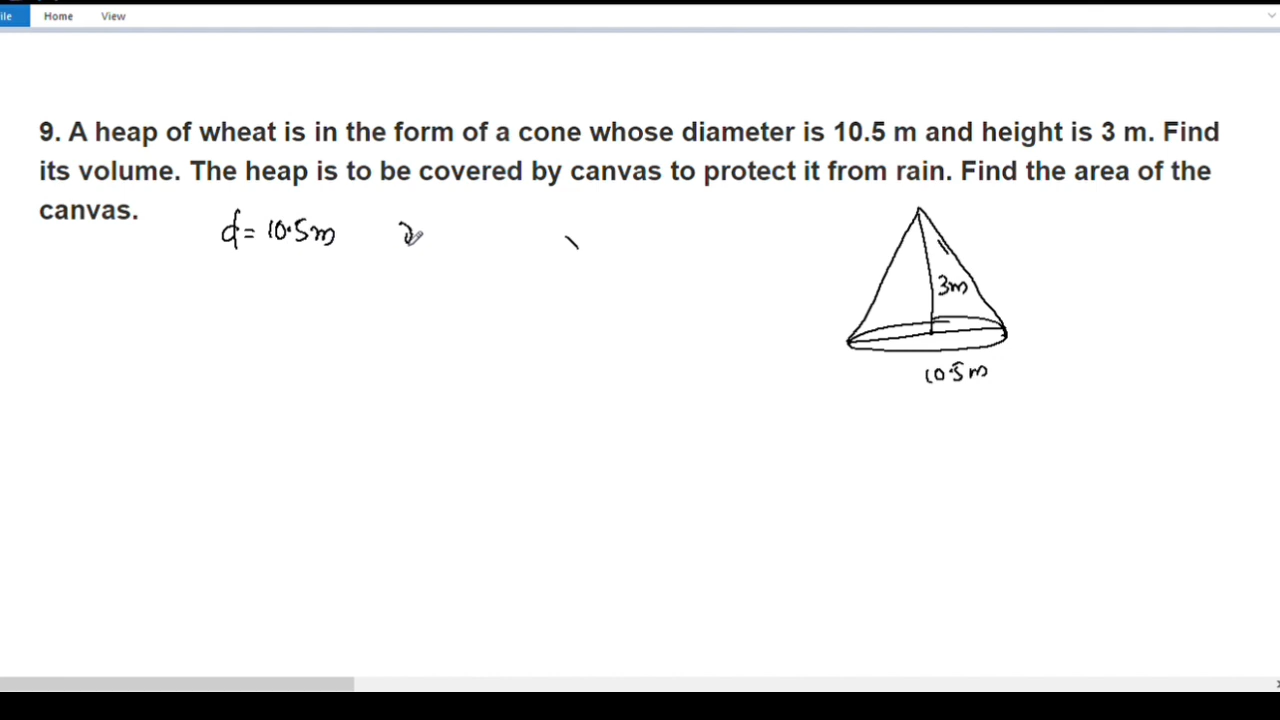 ile Home View
9. A heap of wheat is in the form of a cone whose diameter is 10.5 m and height is 3 m. Find
its volume. The heap is to be covered by canvas to protect it from rain. Find the area of the
canvas.
d= 10.5m
3m
10.5m